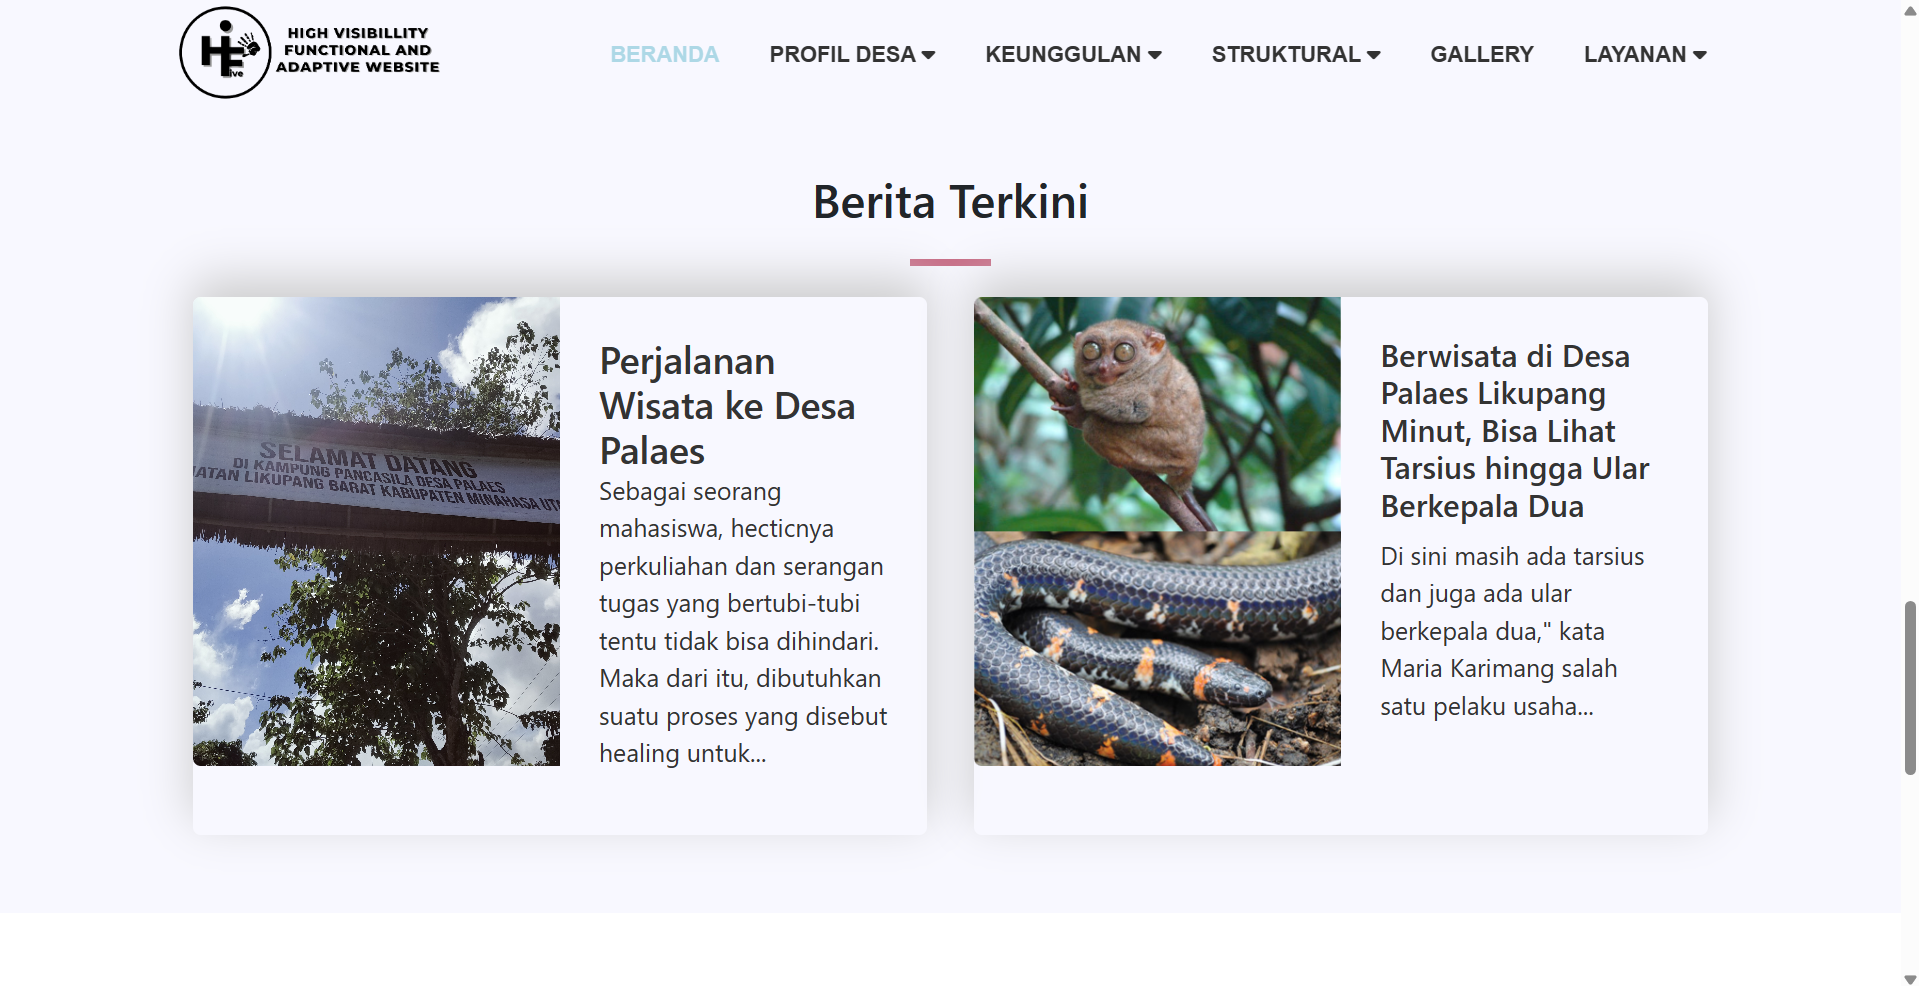 Hi
Five
HIGH VISIBILLITY
FUNCTIONAL AND
ADAPTIVE WEBSITE
BERANDA
PROFIL DESA
KEUNGGULAN
STRUKTURAL
GALLERY
LAYANAN
Berita Terkini
SELAMAT DATANG
DI KAMPUNG PANCASILA DESA PALAES
LIKUPANG BARAT KABUPATEN
Perjalanan
Wisata ke Desa
Palaes
Sebagai seorang
mahasiswa, hecticnya
perkuliahan dan serangan
tugas yang bertubi-tubi
tentu tidak bisa dihindari.
Maka dari itu, dibutuhkan
suatu proses yang disebut
healing untuk...
Berwisata di Desa
Palaes Likupang
Minut, Bisa Lihat
Tarsius hingga Ular
Berkepala Dua
Di sini masih ada tarsius
dan juga ada ular
berkepala dua," kata
Maria Karimang salah
satu pelaku usaha...